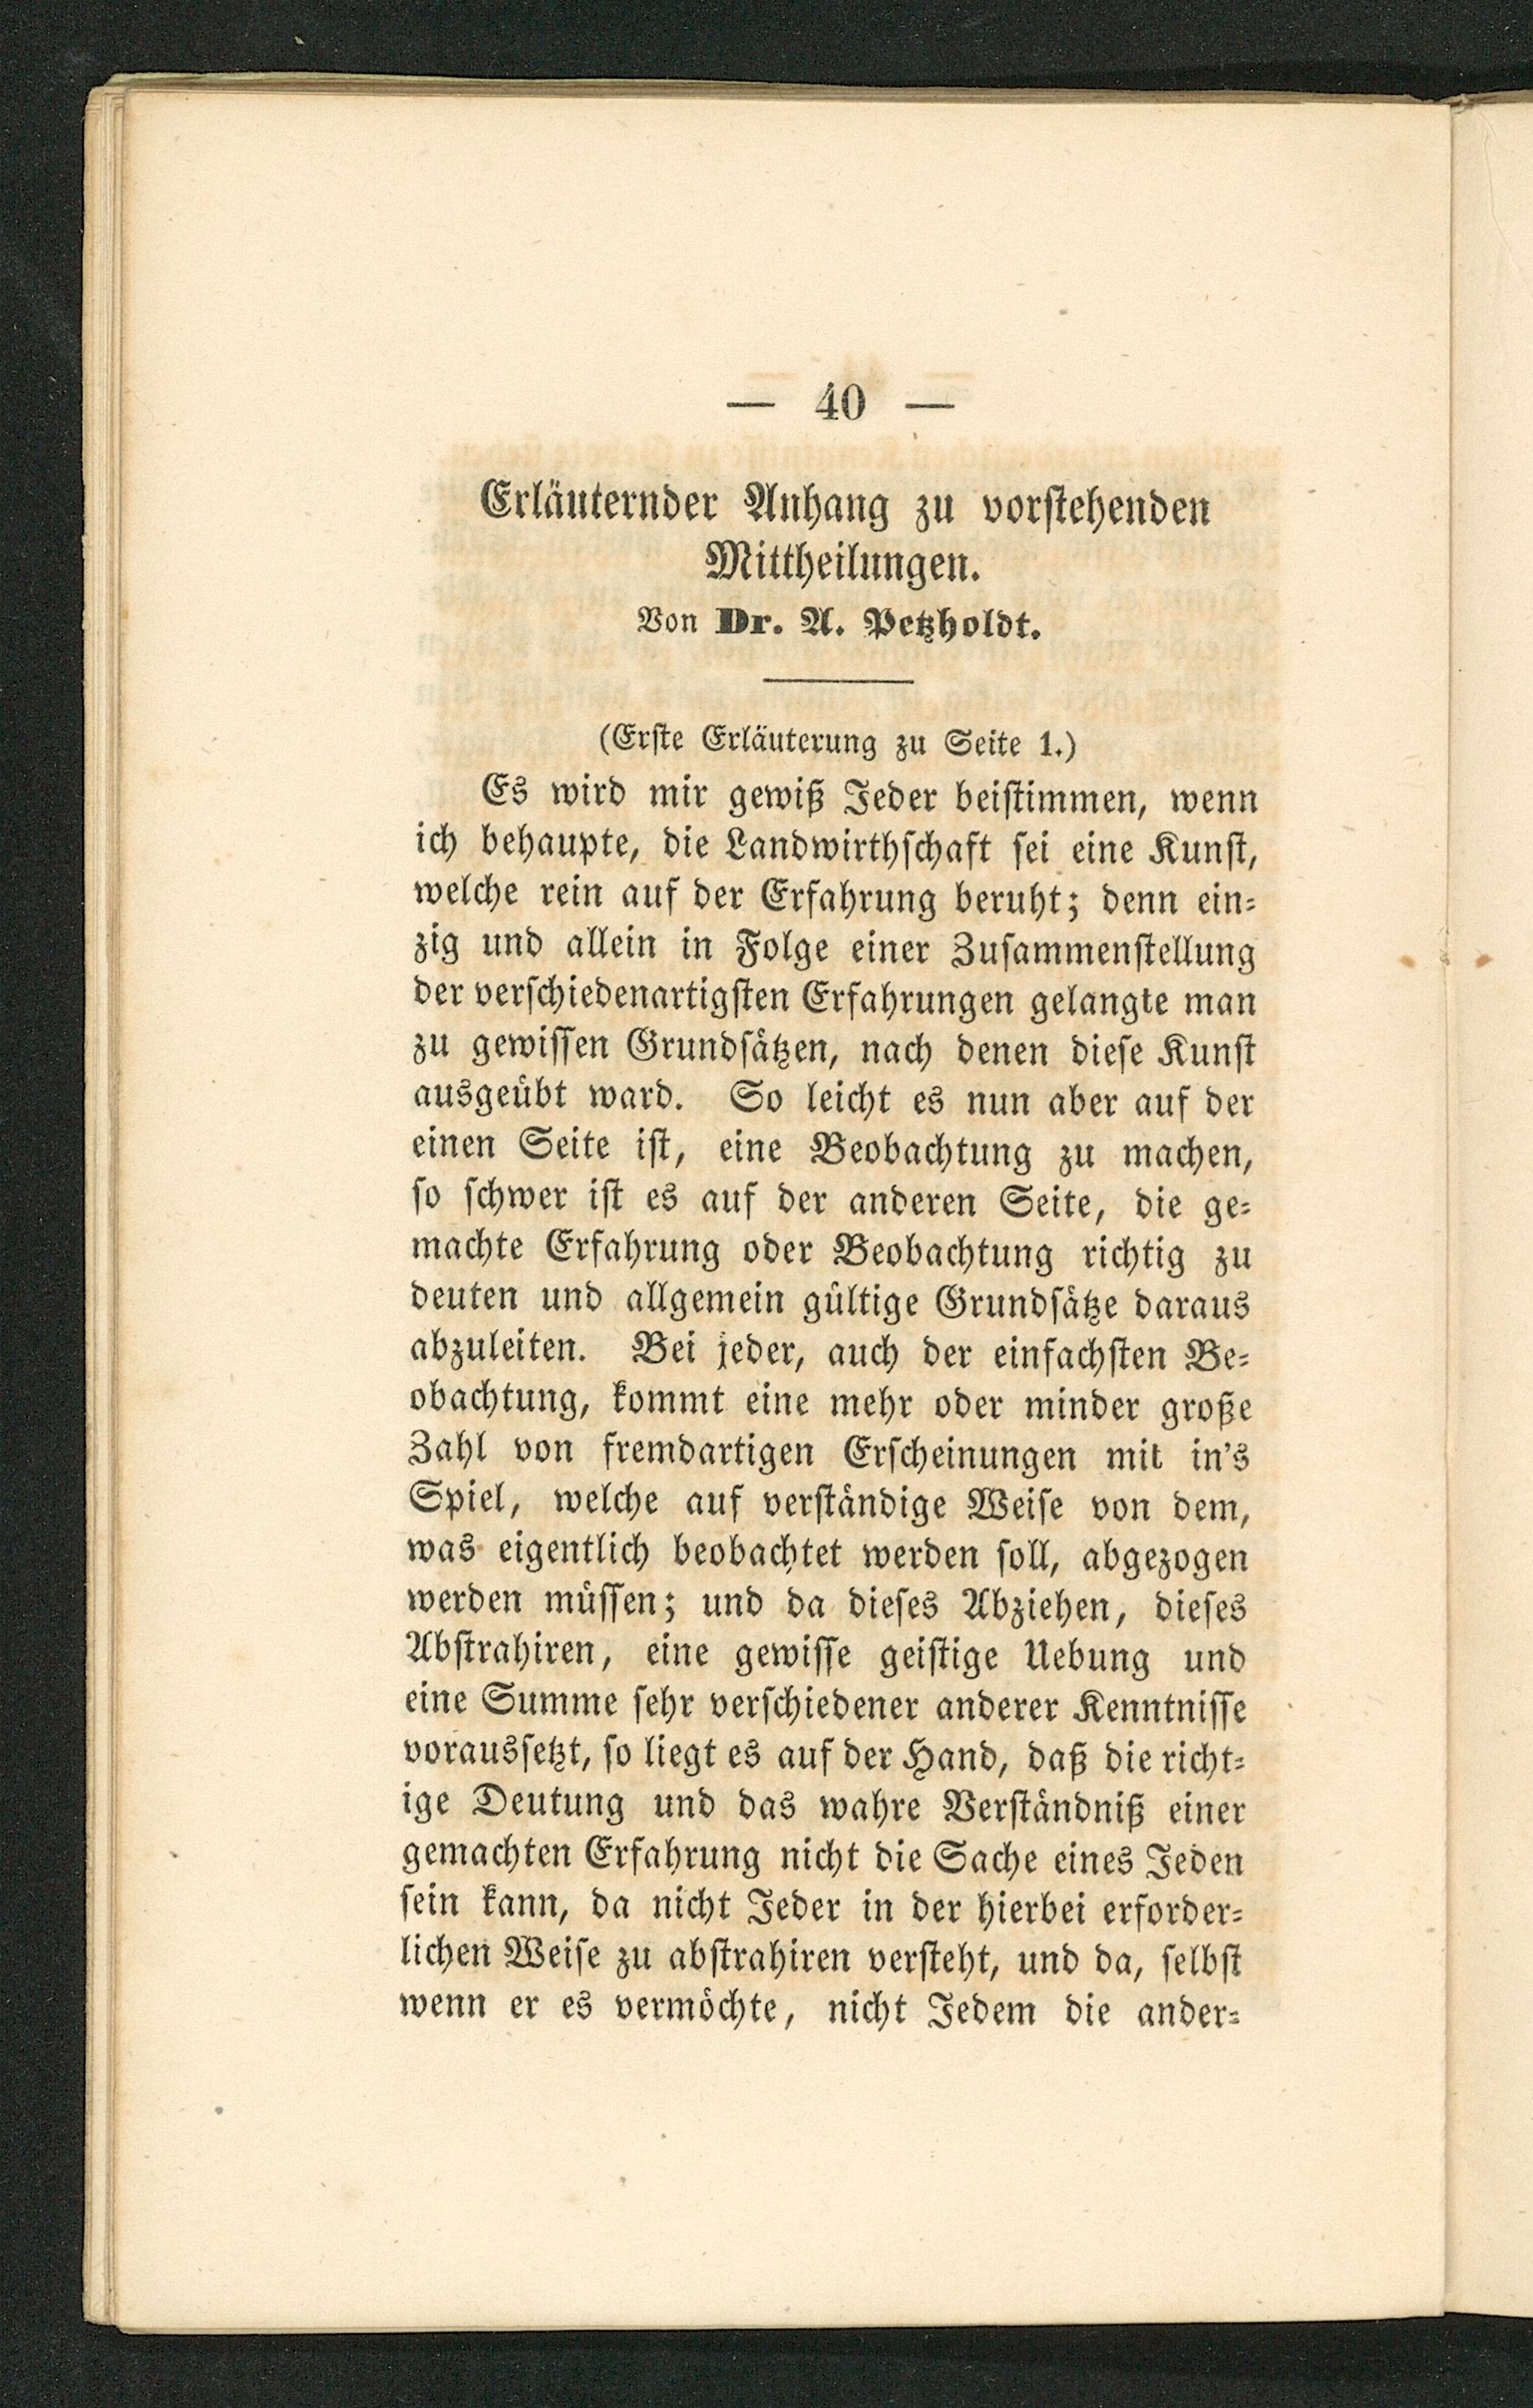 — 40 —
Erläuternder Anhang zu vorstehenden
Mittheilungen.
Von Dr. A. Petzholdt.
(Erste Erläuterung zu Seite 1.)
Es wird mir gewiß Jeder beistimmen, wenn
ich behaupte, die Landwirthschaft sei eine Kunst,
welche rein auf der Erfahrung beruht; denn ein-
zig und allein in Folge einer Zusammenstellung
der verschiedenartigsten Erfahrungen gelangte man
zu gewissen Grundsätzen, nach denen diese Kunst
ausgeübt ward. So leicht es nun aber auf der
einen Seite ist, eine Beobachtung zu machen,
so schwer ist es auf der anderen Seite, die ge-
machte Erfahrung oder Beobachtung richtig zu
deuten und allgemein gültige Grundsätze daraus
abzuleiten. Bei jeder, auch der einfachsten Be-
obachtung, kommt eine mehr oder minder große
Zahl von fremdartigen Erscheinungen mit in's
Spiel, welche auf verständige Weise von dem,
was eigentlich beobachtet werden soll, abgezogen
werden müssen; und da dieses Abziehen, dieses
Abstrahiren, eine gewisse geistige Uebung und
eine Summe sehr verschiedener anderer Kenntnisse
voraussetzt, so liegt es auf der Hand, daß die richt-
ige Deutung und das wahre Verständniß einer
gemachten Erfahrung nicht die Sache eines Jeden
sein kann, da nicht Jeder in der hierbei erforder-
lichen Weise zu abstrahiren versteht, und da, selbst
wenn er es vermöchte, nicht Jedem die ander-